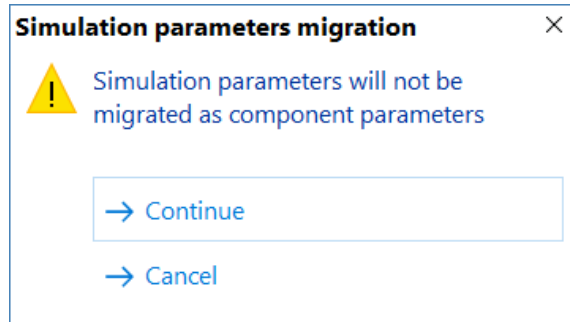 Simulation parameters migration
Simulation parameters will not be
migrated as component parameters
Continue
Cancel